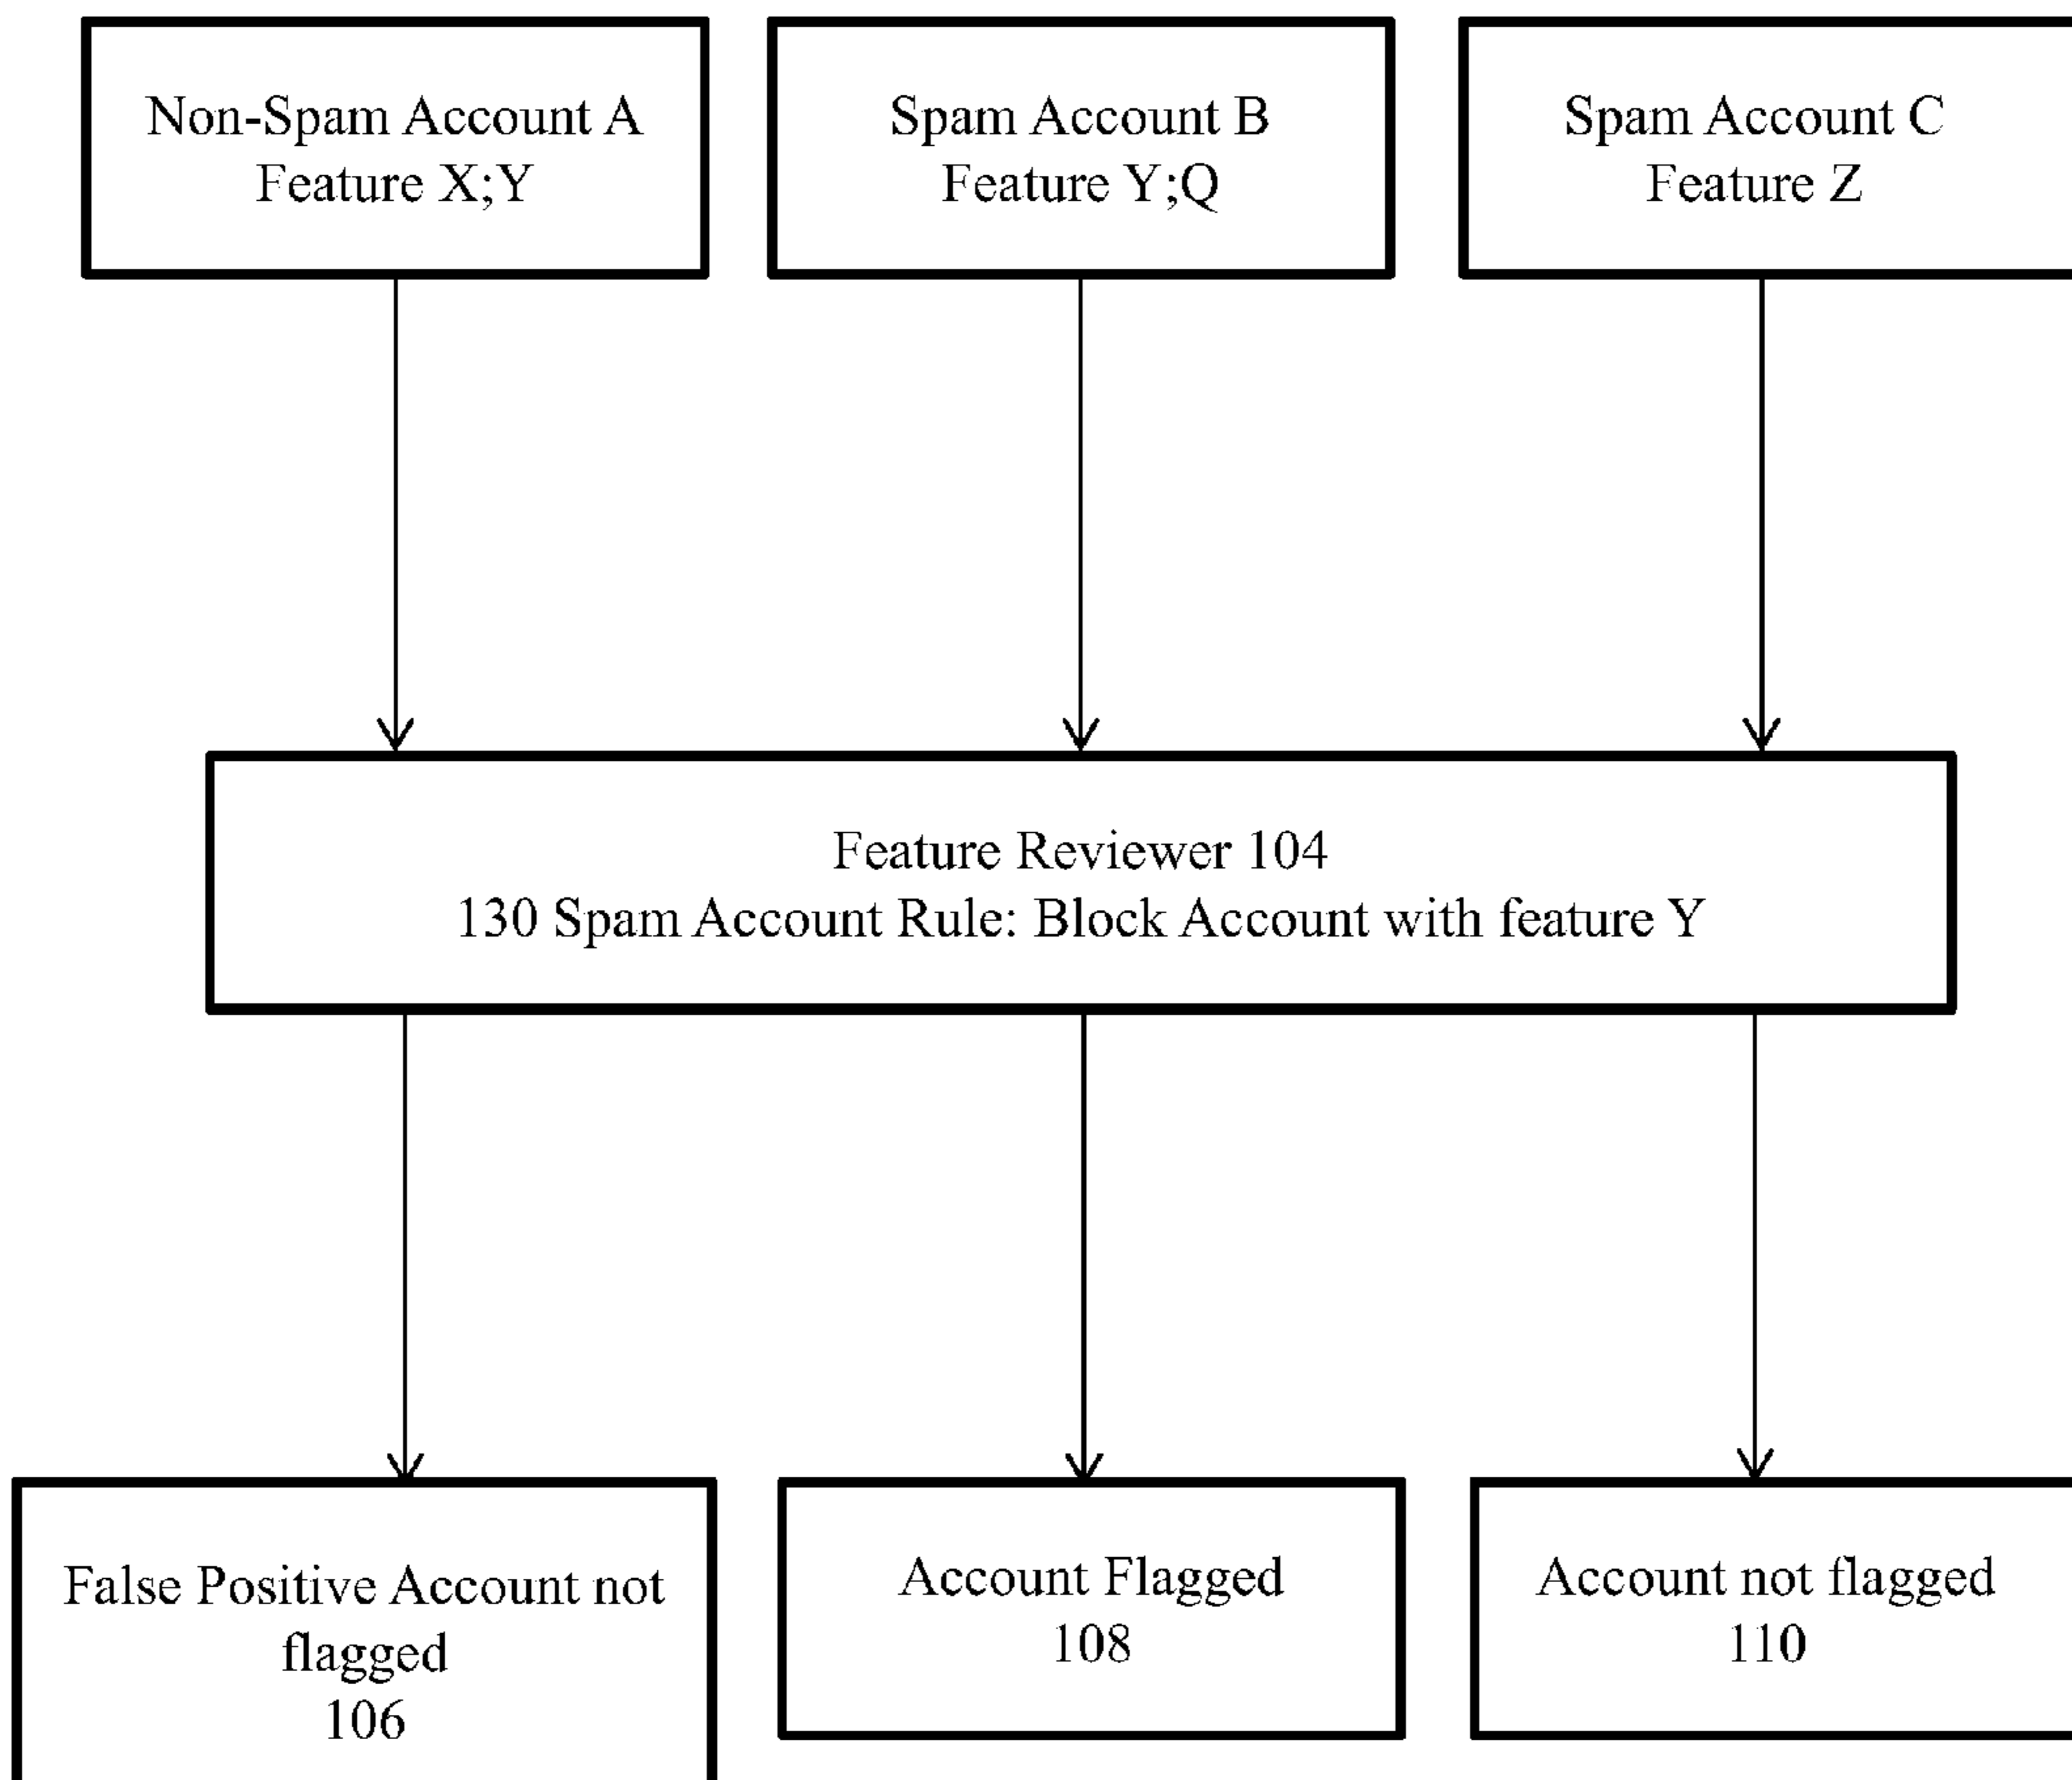 Non-Spam Account A
Feature X;Y
Spam Account B
Feature Y;Q
Spam Account C
Feature Z
Feature Reviewer 104
130 Spam Account Rule: Block Account with feature Y
False Positive Account not
flagged
106
Account Flagged
108
Account not flagged
110